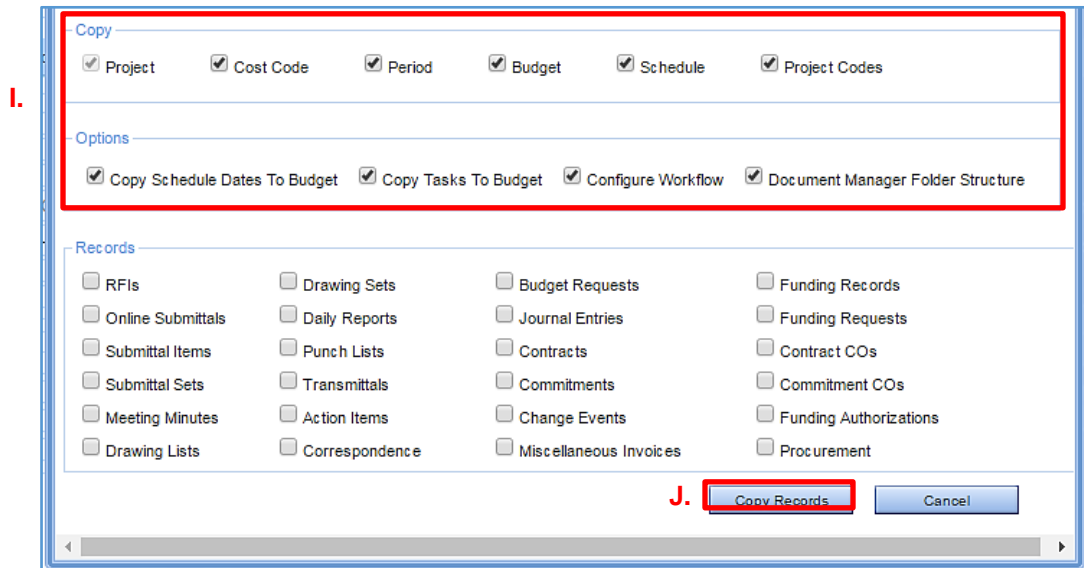 Copy
Project Cost Code Period Budget Schedule Project Codes
I.
Options
Copy Schedule Dates To Budget Copy Tasks To Budget Configure Workflow Document Manager Folder Structure
Records
RFIs Drawing Sets Budget Requests Funding Records
Online Submittals Daily Reports Journal Entries Funding Requests
Submittal Items Punch Lists Contracts Contract COs
Submittal Sets Transmittals Commitments Commitment COs
Meeting Minutes Action Items Change Events Funding Authorizations
Drawing Lists Correspondence Miscellaneous Invoices Procurement
J. Copy Records Cancel